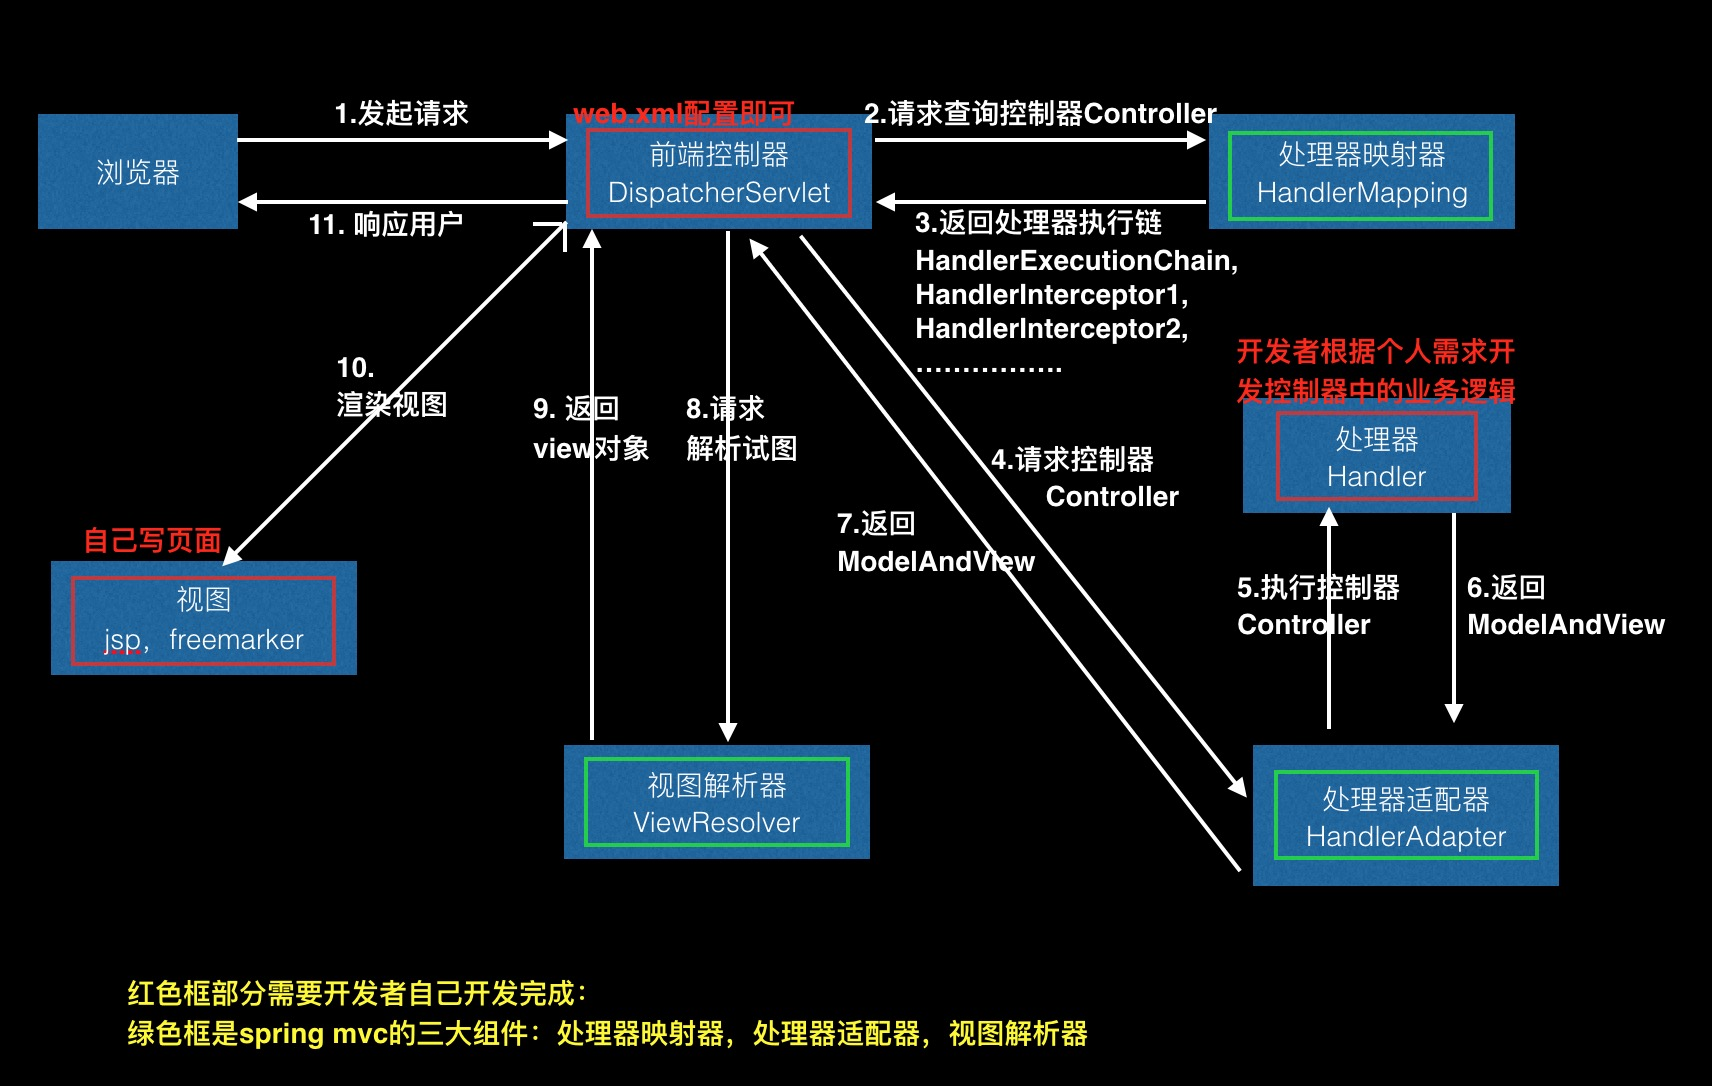 1.发起请求
web.xml配置即可
2.请求查询控制器Controller
浏览器
前端控制器
DispatcherServlet
处理器映射器
HandlerMapping
11. 响应用户
3.返回处理器执行链
HandlerExecutionChain,
HandlerInterceptor1,
HandlerInterceptor2,
................
10.
渲染视图
9. 返回
view对象
8.请求
解析试图
开发者根据个人需求开
发控制器中的业务逻辑
处理器
Handler
4.请求控制器
Controller
7.返回
ModelAndView
自己写页面
视图
jsp，freemarker
5.执行控制器
Controller
6.返回
ModelAndView
视图解析器
ViewResolver
处理器适配器
HandlerAdapter
红色框部分需要开发者自己开发完成：
绿色框是spring mvc的三大组件：处理器映射器，处理器适配器，视图解析器